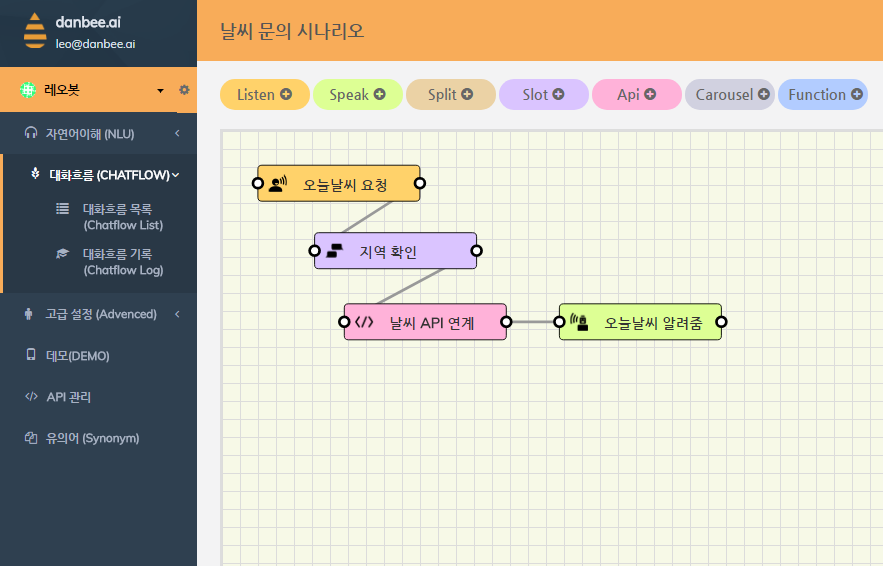 danbee.ai
leo@danbee.ai
레오봇
자연어이해 (NLU)
대화흐름 (CHATFLOW)
대화흐름 목록
(Chatflow List)
대화흐름 기록
(Chatflow Log)
고급 설정 (Advenced)
데모(DEMO)
API 관리
유의어 (Synonym)
날씨 문의 시나리오
Listen Speak Split Slot Api Carousel Function
오늘날씨 요청
지역 확인
날씨 API 연계 오늘날씨 알려줌